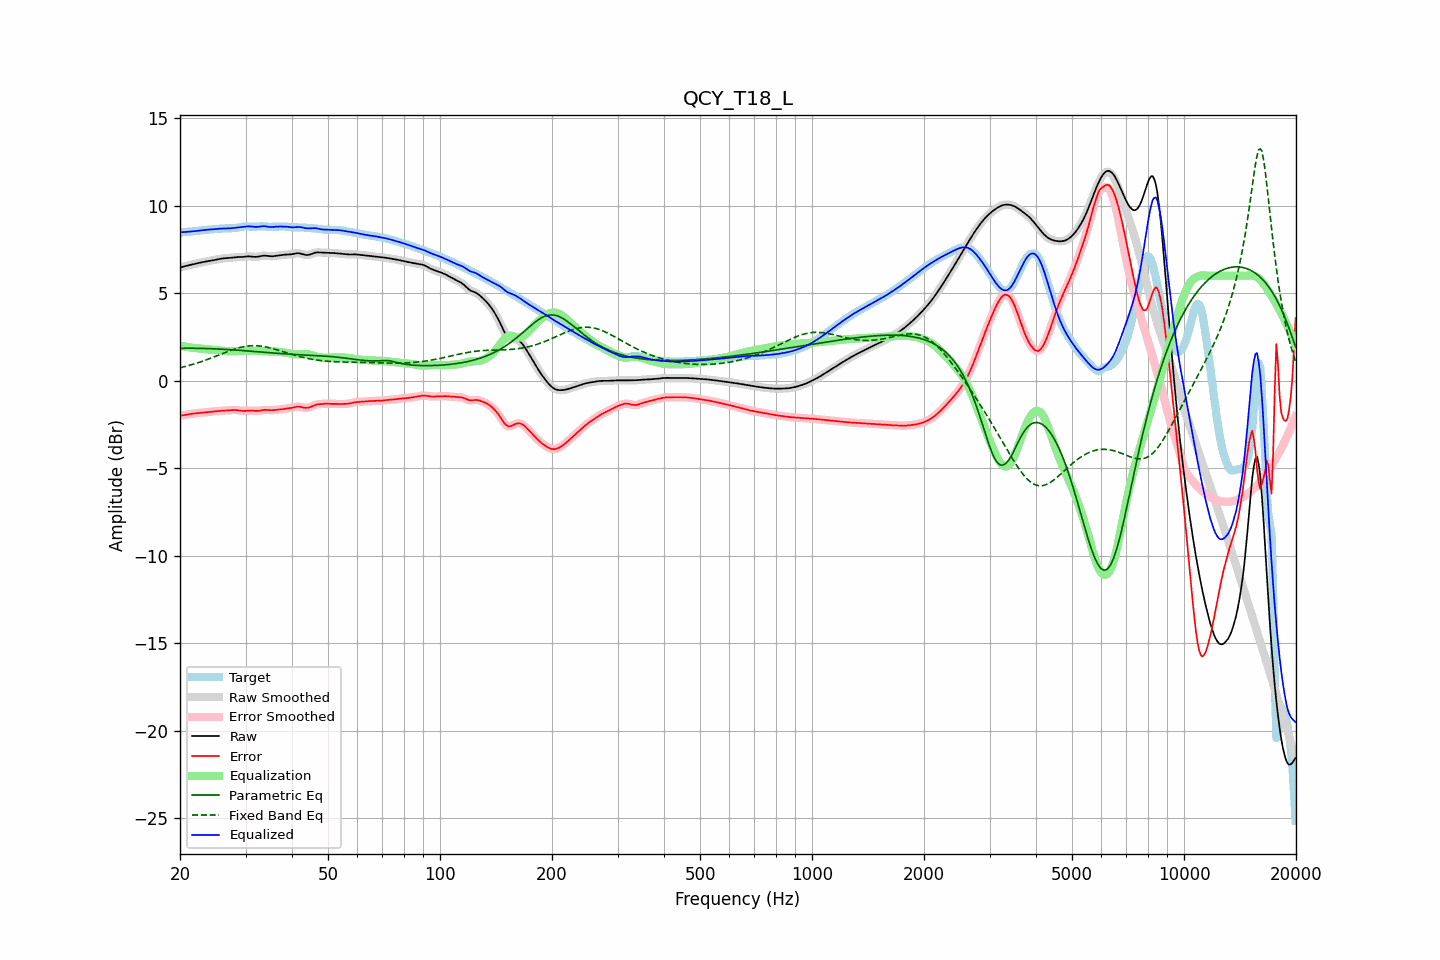 QCY_T18_L
Amplitude (dBr)
15
10
5
0
−5
−10
−15
−20
−25
Target
Raw Smoothed
Error Smoothed
Raw
Error
Equalization
Parametric Eq
Fixed Band Eq
Equalized
20 50 100 200 500 1000 2000 5000 10000 20000
Frequency (Hz)